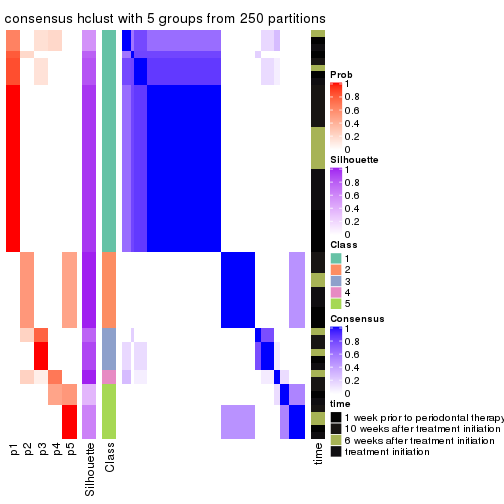 consensus hclust with 5 groups from 250 partitions
Prob
1
0.8
0.6
0.4
0.2
0
Silhouette
1
0.8
0.6
0.4
0.2
0
Class
1
2
3
4
5
Consensus
1
0.8
0.6
0.4
0.2
0
time
1 week prior to periodontal therapy
10 weeks after treatment initiation
6 weeks after treatment initiation
treatment initiation
p1
p2
p3
p4
p5
Silhouette
Class
time